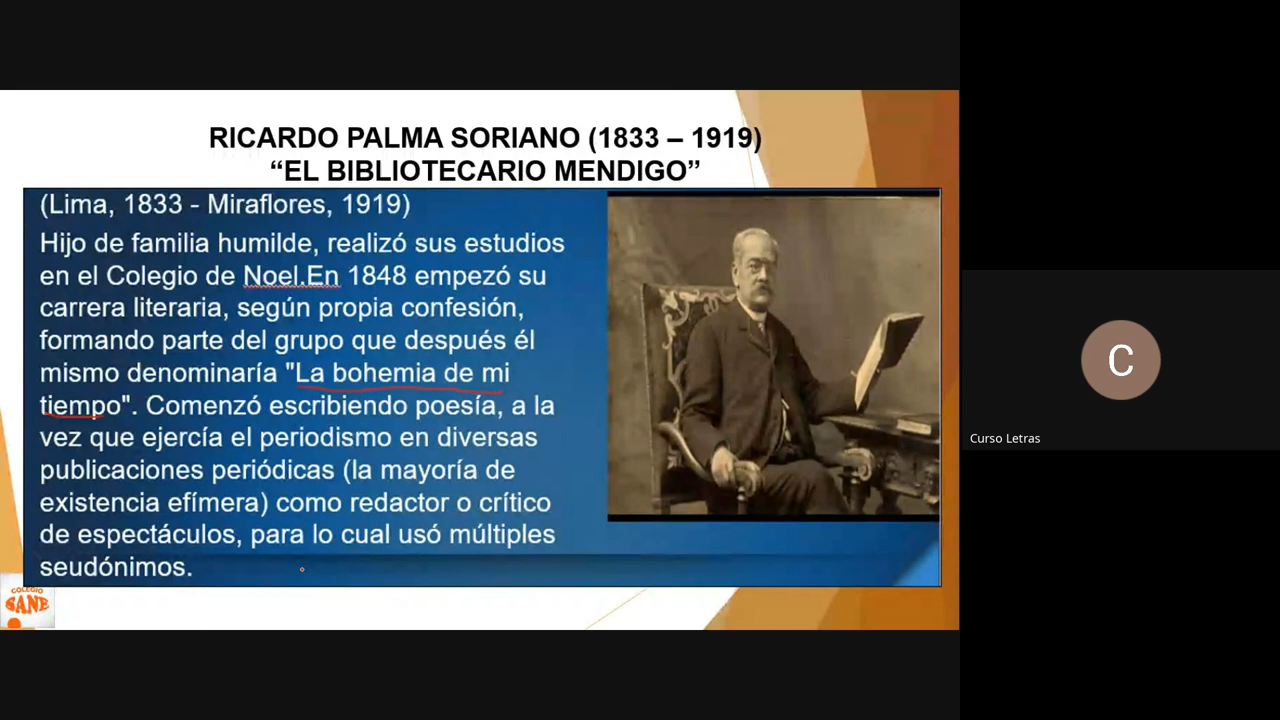 RICARDO PALMA SORIANO (1833 – 1919)
“EL BIBLIOTECARIO MENDIGO”
(Lima, 1833 - Miraflores, 1919)
Hijo de familia humilde, realizó sus estudios
en el Colegio de Noel.En 1848 empezó su
carrera literaria, según propia confesión,
formando parte del grupo que después él
mismo denominaría "La bohemia de mi
tiempo". Comenzó escribiendo poesía, a la
vez que ejercía el periodismo en diversas
publicaciones periódicas (la mayoría de
existencia efímera) como redactor o crítico
de espectáculos, para lo cual usó múltiples
seudónimos.
COLEGIO
SANE
C
Curso Letras